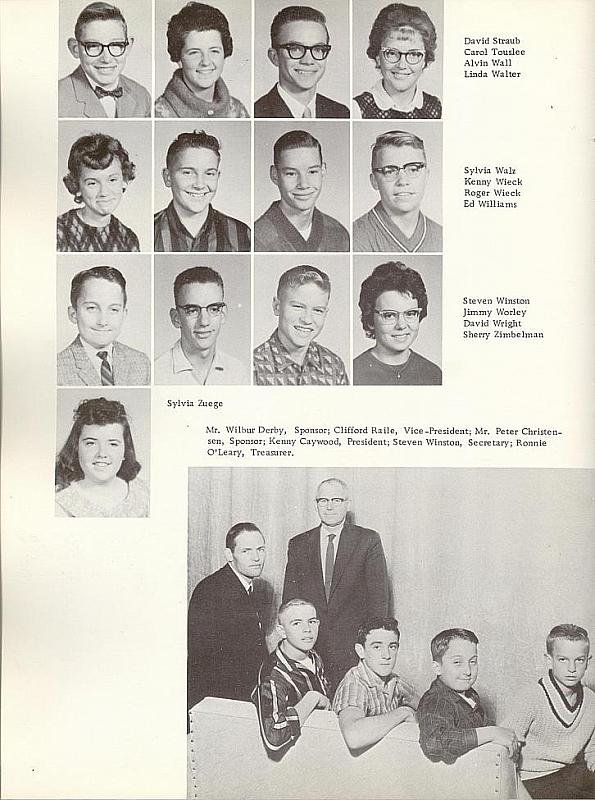 David Straub
Carol Touslee
Alvin Wall
Linda Walter
Sylvia Walz
Kenny Wieck
Roger Wieck
Ed Williams
Steven Winston
Jimmy Worley
David Wright
Sherry Zimbelman
Sylvia Zuege
Mr. Wilbur Derby, Sponsor; Clifford Raile, Vice-President; Mr. Peter Christen-
sen, Sponsor; Kenny Caywood, President; Steven Winston, Secretary; Ronnie
O'Leary, Treasurer.